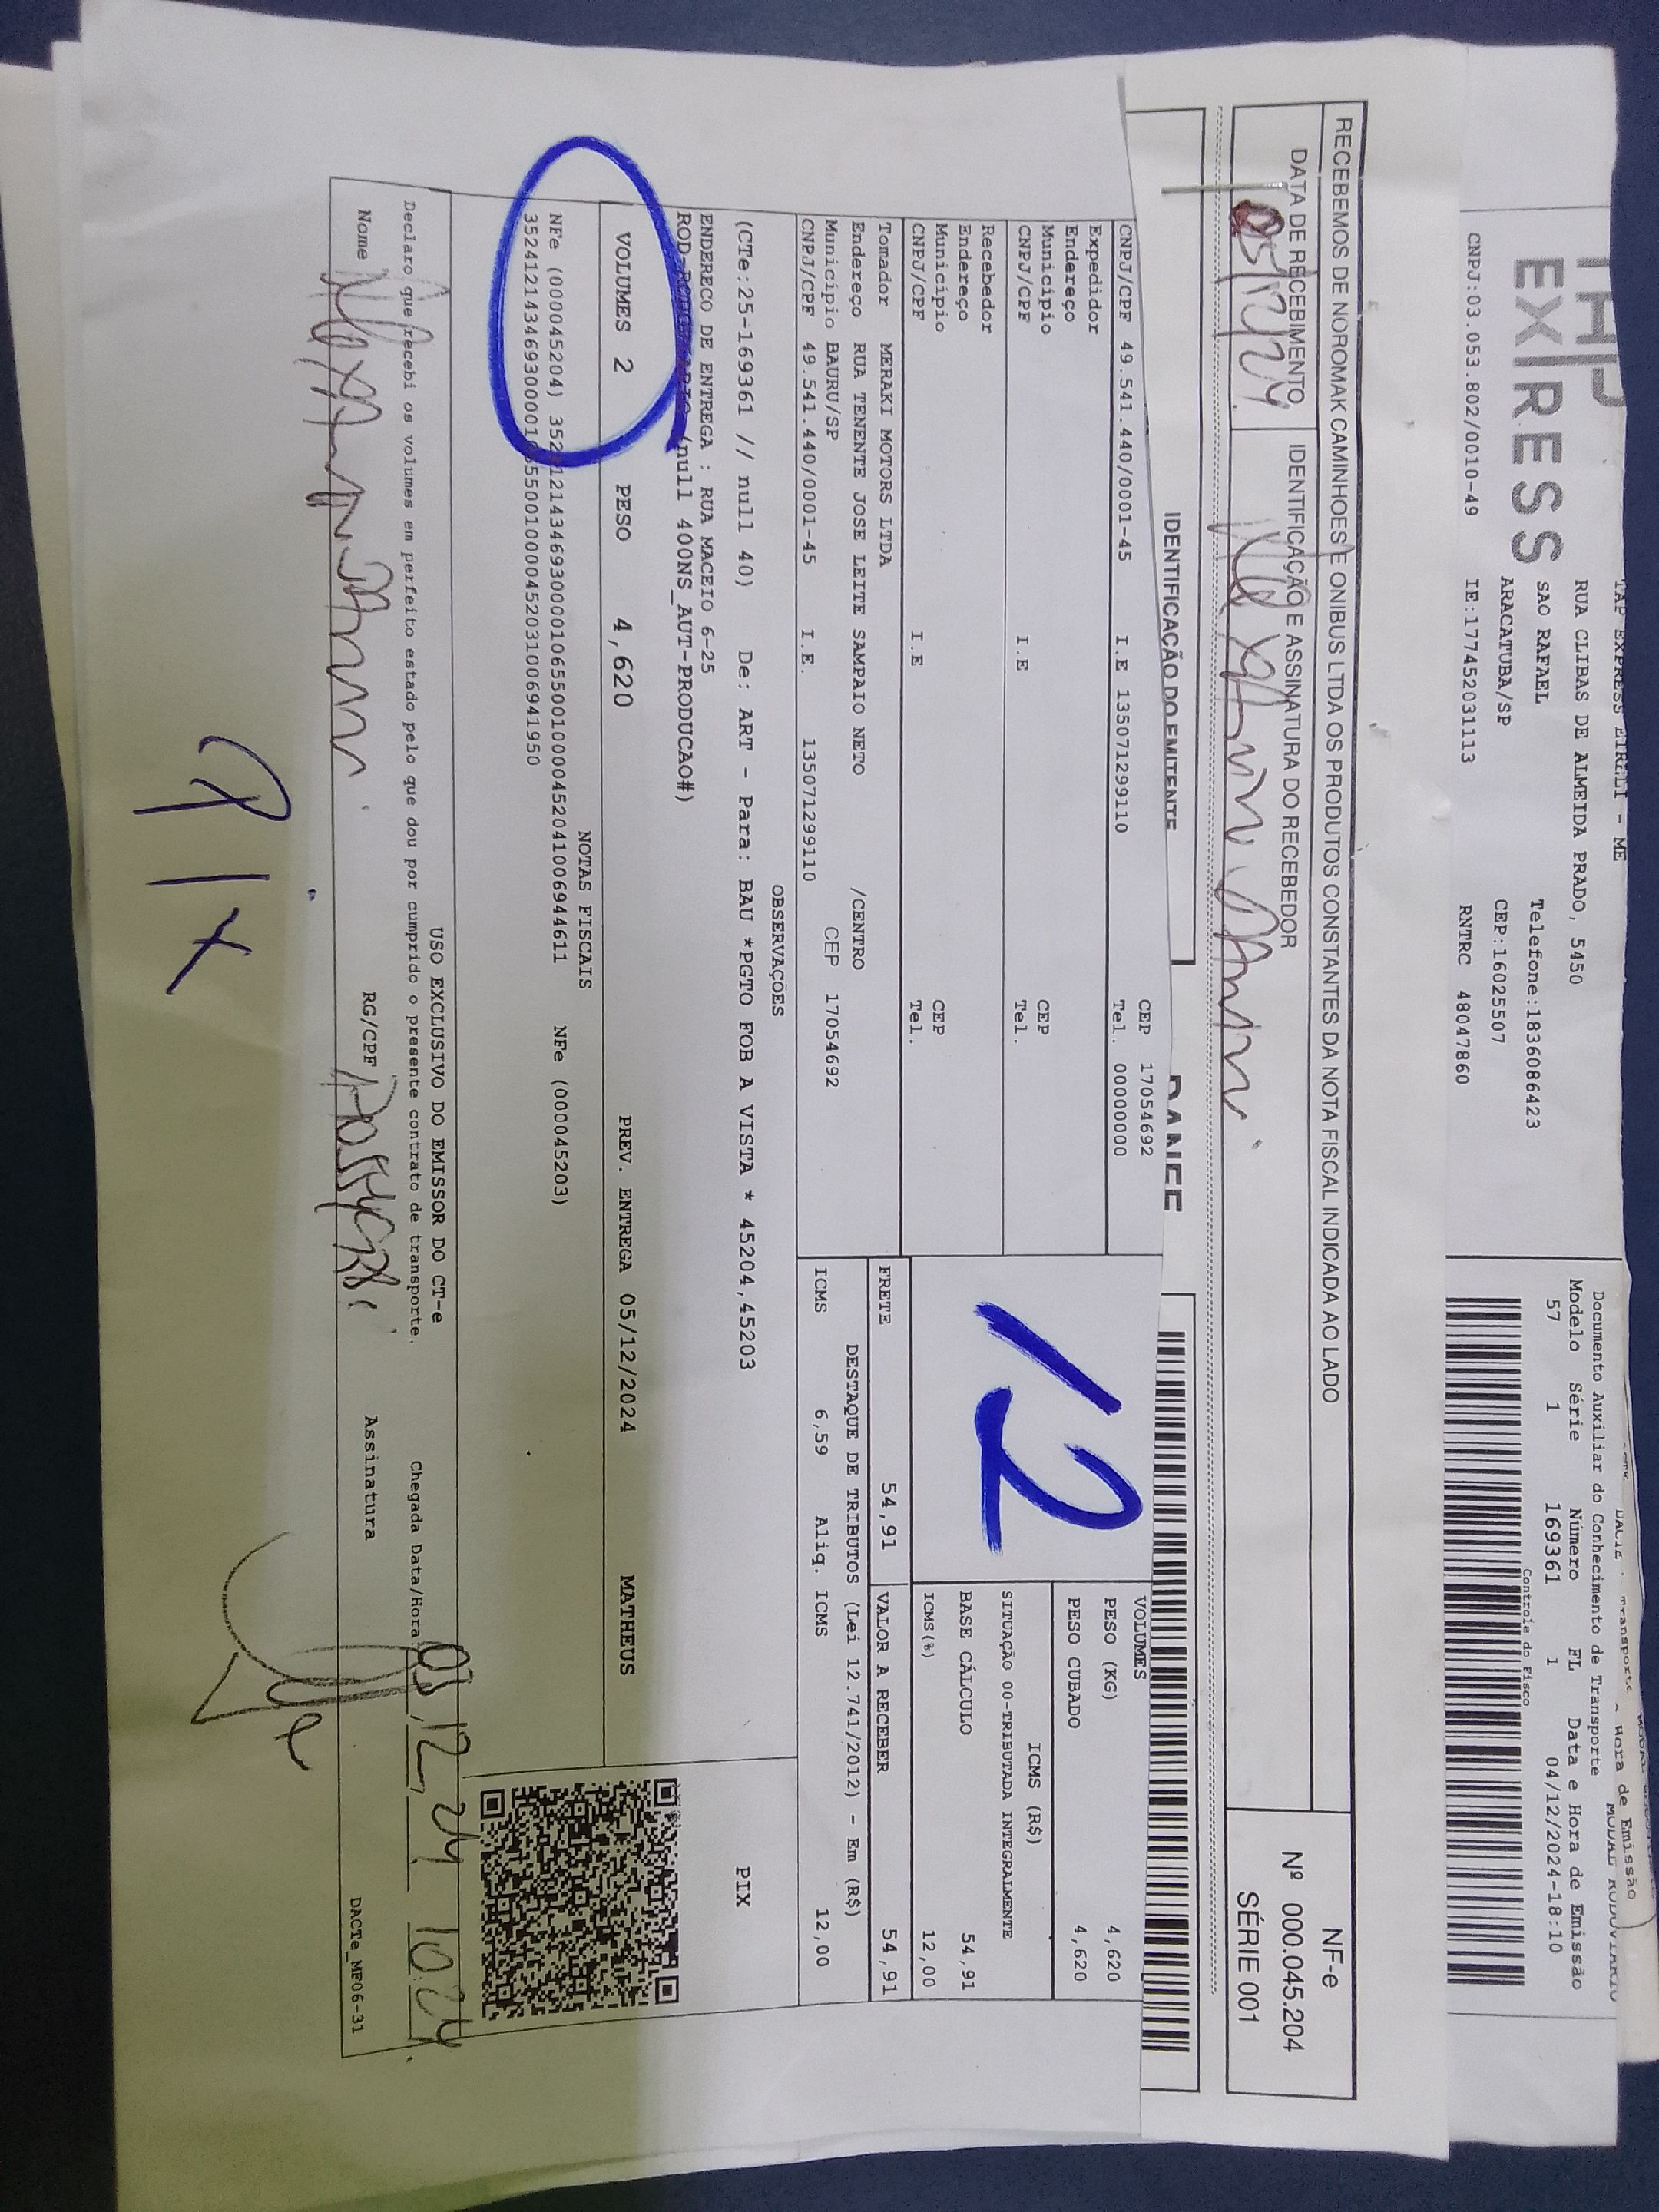 EXPRESS
RUA CLIBAS DE ALMEIDA PRADO, 5450
SAO RAFAEL Telefone:1836086423
ARACATUBA/SP CEP:16025507
CNPJ:03.053.802/0010-49 IE:177452031113 RNTRC 48047860
Documento Auxiliar do Conhecimento de Transporte
Modelo Série Número FL Data e Hora de Emissão
57 1 169361 1 04/12/2024-18:10
Controle do Fisco
RECEBEMOS DE NOROMAK CAMINHOES E ONIBUS LTDA OS PRODUTOS CONSTANTES DA NOTA FISCAL INDICADA AO LADO
DATA DE RECEBIMENTO
IDENTIFICAÇÃO E ASSINATURA DO RECEBEDOR
NF-e
Nº 000.045.204
SÉRIE 001
IDENTIFICAÇÃO DO EMITENTE
DANFE
CEP 17054692
CNPJ/CPF 49.541.440/0001-45 I.E 13507129​9110 Tel. 00000000
Expedidor
Endereço
Município CEP
CNPJ/CPF I.E Tel.
Recebedor
Endereço
Município CEP
CNPJ/CPF I.E Tel.
12
VOLUMES
PESO (KG) 4,620
PESO CUBADO 4,620
ICMS (R$)
SITUAÇÃO 00-TRIBUTADA INTEGRALMENTE
BASE CÁLCULO 54,91
ICMS(%) 12,00
Tomador MERAKI MOTORS LTDA
Endereço RUA TENENTE JOSE LEITE SAMPAIO NETO /CENTRO
Município BAURU/SP CEP 17054692
CNPJ/CPF 49.541.440/0001-45 I.E. 135071299110
FRETE 54,91 VALOR A RECEBER 54,91
DESTAQUE DE TRIBUTOS (Lei 12.741/2012) - Em (R$)
ICMS 6,59 Aliq. ICMS 12,00
OBSERVAÇÕES
(CTe:25-169361 // null 40) De: ART - Para: BAU *PGTO FOB A VISTA * 45204,45203
ENDERECO DE ENTREGA : RUA MACEIO 6-25
(null 400NS_AUT-PRODUCAO#)
PIX
VOLUMES 2 PESO 4,620 PREV. ENTREGA 05/12/2024 MATHEUS
NOTAS FISCAIS
NFe (000045204) 35241214346930000106550010000452041006944611 NFe (000045203)
35241214346930000106550010000452031006941950
USO EXCLUSIVO DO EMISSOR DO CT-e
Declaro que recebi os volumes em perfeito estado pelo que dou por cumprido o presente contrato de transporte. Chegada Data/Hora
Nome RG/CPF Assinatura DACTe_MF06-31
PIX